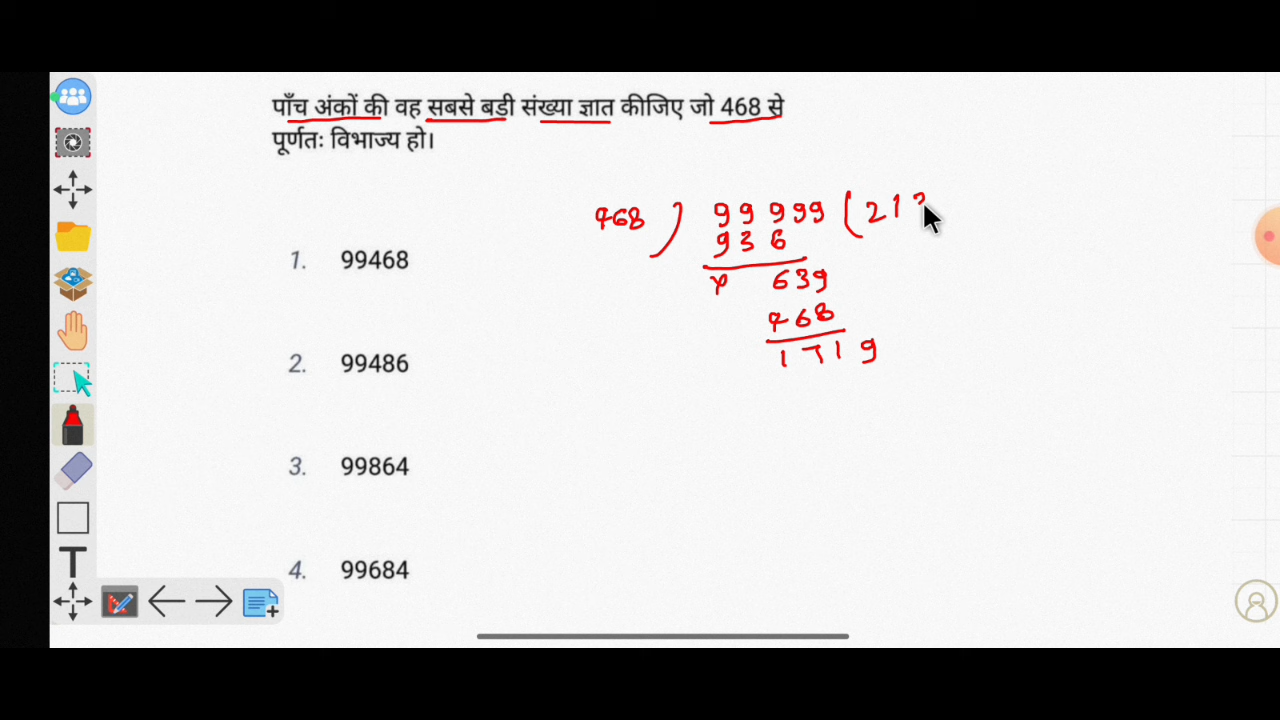 पाँच अंकों की वह सबसे बड़ी संख्या ज्ञात कीजिए जो 468 से
पूर्णतः विभाज्य हो।
468 ) 99999 ( 21
936
× 639
468
1719
1. 99468
2. 99486
3. 99864
4. 99684
T